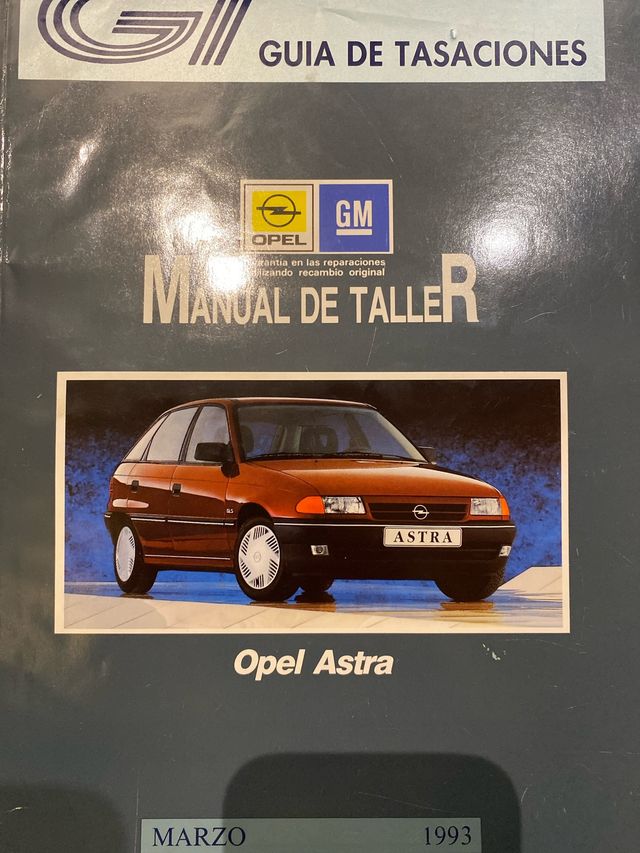 GT
GUIA DE TASACIONES
OPEL
GM
garantía en las reparaciones
utilizando recambio original
MANUAL DE TALLER
GLS
ASTRA
Opel Astra
MARZO 1993